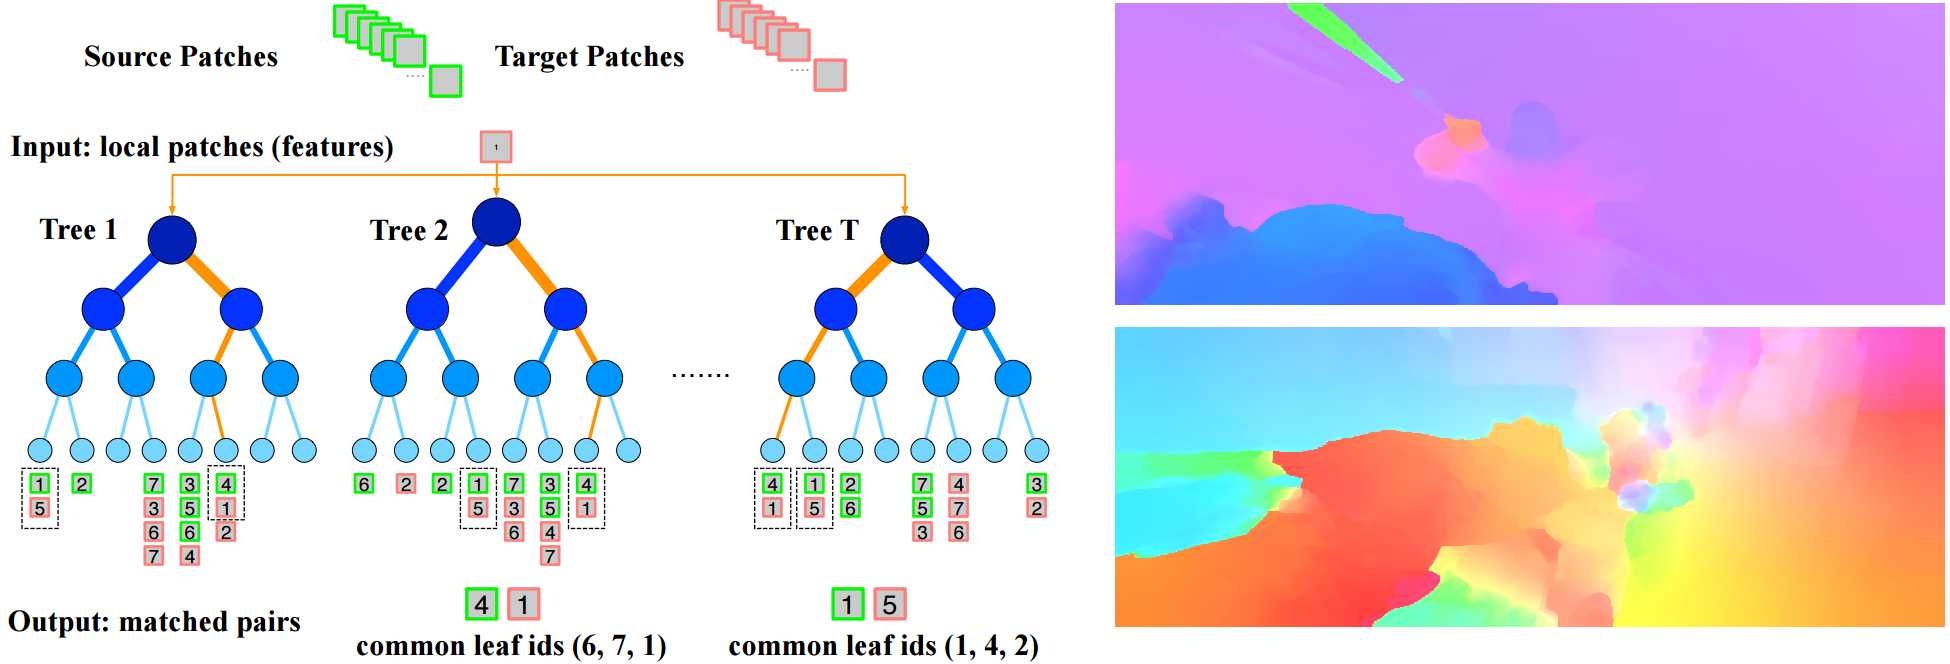 Source Patches
Target Patches
Input: local patches (features)
1
Tree 1
Tree 2
Tree T
.......
1 2 7 3 4
5 3 5 1
6 6 2
7 4
6 2 2 1 7 3 4
5 3 5 1
6 4
7
4 1 2 7 4 3
1 5 6 5 7 2
3 6
4 1
1 5
Output: matched pairs
common leaf ids (6, 7, 1)
common leaf ids (1, 4, 2)